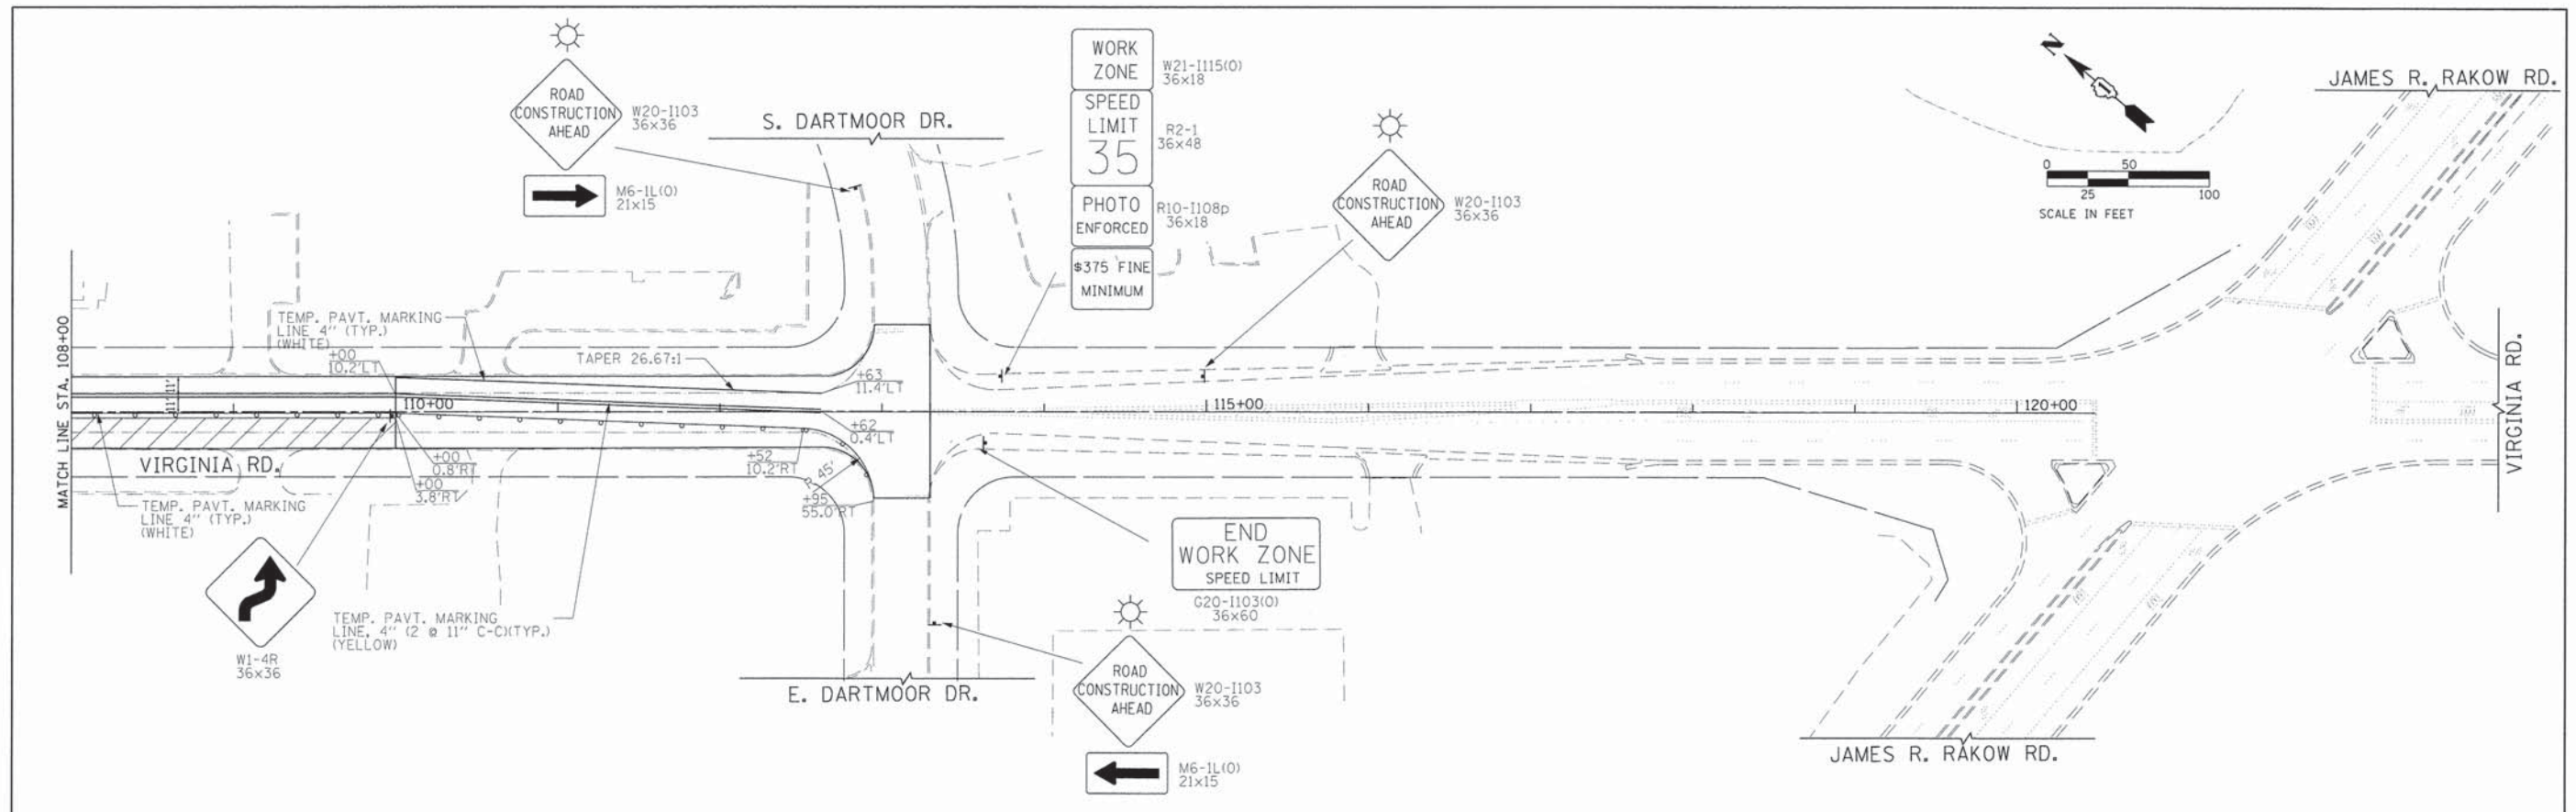 ROAD
CONSTRUCTION
AHEAD
W20-I103
36x36
M6-1L(O)
21x15
S. DARTMOOR DR.
WORK
ZONE
W21-I115(O)
36x18
SPEED
LIMIT
35
R2-1
36x48
PHOTO
ENFORCED
R10-I108p
36x18
$375 FINE
MINIMUM
ROAD
CONSTRUCTION
AHEAD
W20-I103
36x36
N
0 50
25 100
SCALE IN FEET
JAMES R. RAKOW RD.
MATCH LINE STA. 108+00
TEMP. PAVT. MARKING
LINE 4" (TYP.)
(WHITE)
+00
10.2'LT
TAPER 26.67:1
+63
11.4'LT
11'
11'
110+00
115+00
120+00
+62
0.4'LT
VIRGINIA RD.
+00
0.8'RT
+00
3.8'RT
+52
10.2'RT
R. 45'
+95
55.0'RT
VIRGINIA RD.
TEMP. PAVT. MARKING
LINE 4" (TYP.)
(WHITE)
W1-4R
36x36
TEMP. PAVT. MARKING
LINE, 4" (2 @ 11" C-C)(TYP.)
(YELLOW)
END
WORK ZONE
SPEED LIMIT
G20-I103(O)
36x60
E. DARTMOOR DR.
ROAD
CONSTRUCTION
AHEAD
W20-I103
36x36
M6-1L(O)
21x15
JAMES R. RAKOW RD.